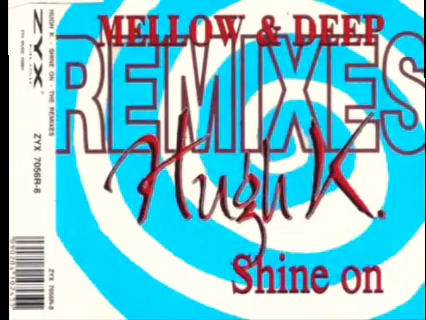 MELLOW & DEEP
REMIXES
Hugh K.
Shine on
HUGH K. · SHINE ON - THE REMIXES
ZYX 7056R-8
ZYX
ZYX 7056R-8